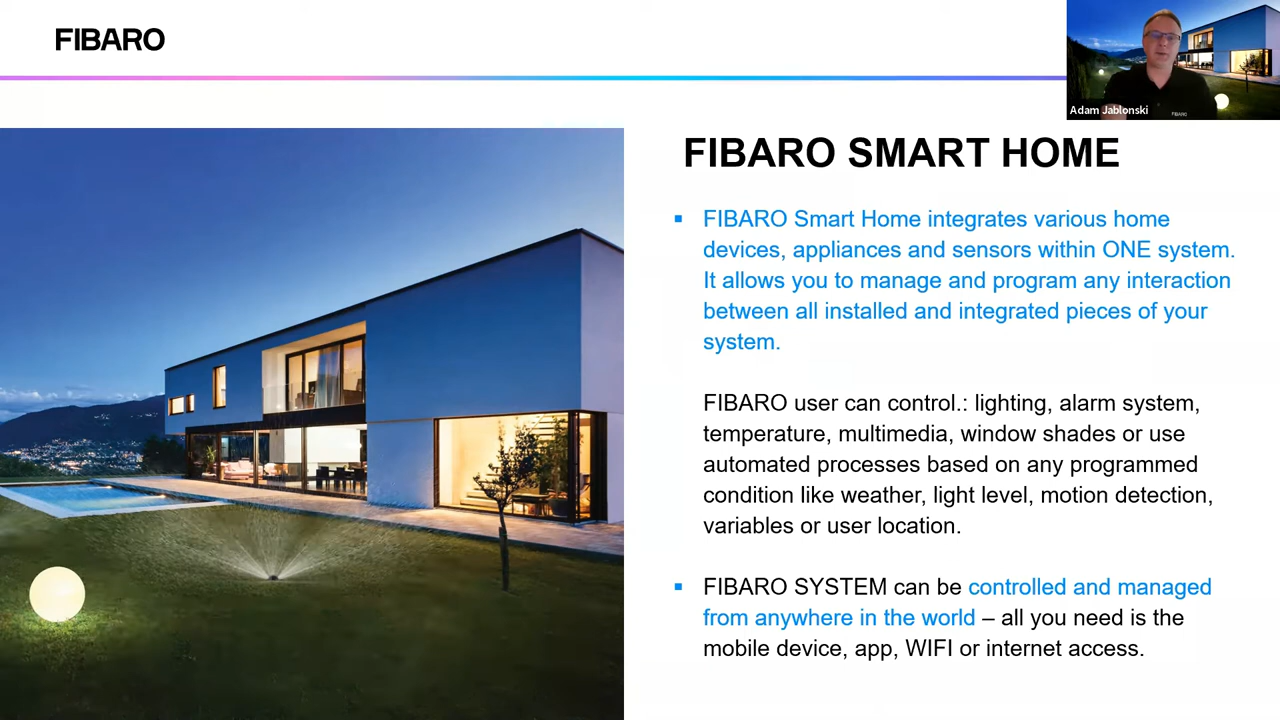 FIBARO
Adam Jablonski
FIBARO
FIBARO SMART HOME
▪ FIBARO Smart Home integrates various home
devices, appliances and sensors within ONE system.
It allows you to manage and program any interaction
between all installed and integrated pieces of your
system.
FIBARO user can control.: lighting, alarm system,
temperature, multimedia, window shades or use
automated processes based on any programmed
condition like weather, light level, motion detection,
variables or user location.
▪ FIBARO SYSTEM can be controlled and managed
from anywhere in the world – all you need is the
mobile device, app, WIFI or internet access.